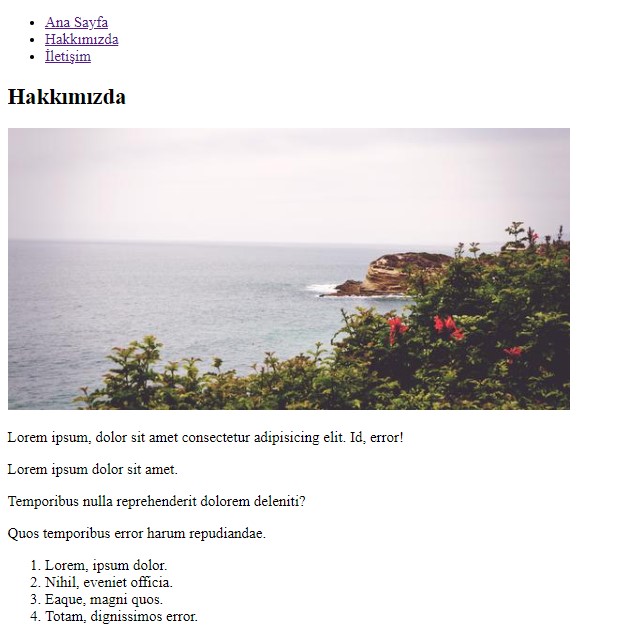 Ana Sayfa
Hakkımızda
İletişim
Hakkımızda
Lorem ipsum, dolor sit amet consectetur adipisicing elit. Id, error!
Lorem ipsum dolor sit amet.
Temporibus nulla reprehenderit dolorem deleniti?
Quos temporibus error harum repudiandae.
1. Lorem, ipsum dolor.
2. Nihil, eveniet officia.
3. Eaque, magni quos.
4. Totam, dignissimos error.